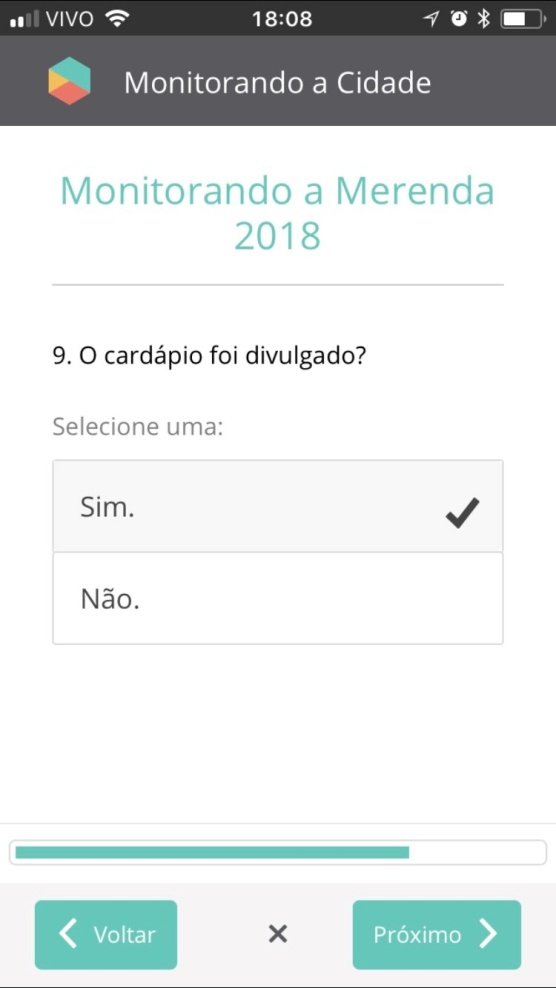 VIVO 18:08
Monitorando a Cidade
Monitorando a Merenda
2018
9. O cardápio foi divulgado?
Selecione uma:
Sim.
Não.
Voltar
Próximo